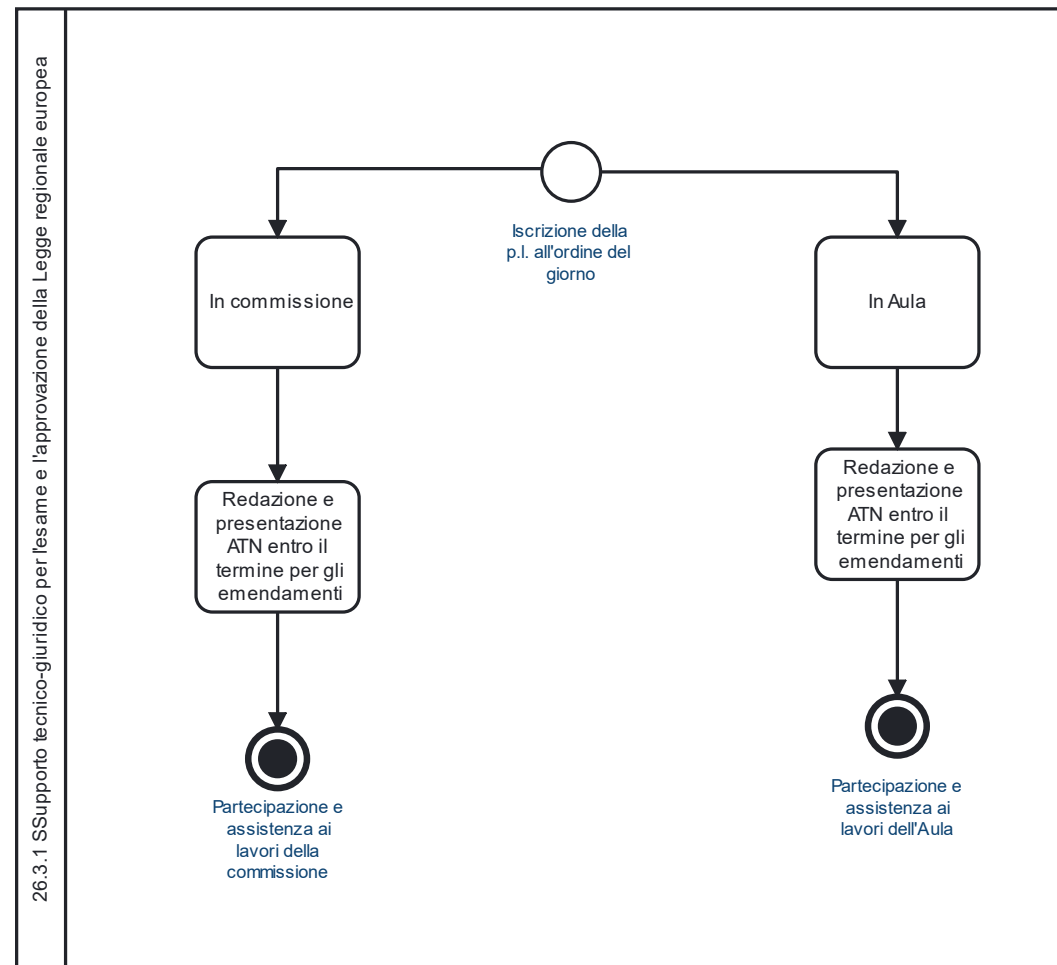 26.3.1 SSupporto tecnico-giuridico per l'esame e l'approvazione della Legge regionale europea
Iscrizione della
p.l. all'ordine del
giorno
In commissione
In Aula
Redazione e
presentazione
ATN entro il
termine per gli
emendamenti
Redazione e
presentazione
ATN entro il
termine per gli
emendamenti
Partecipazione e
assistenza ai
lavori della
commissione
Partecipazione e
assistenza ai
lavori dell'Aula